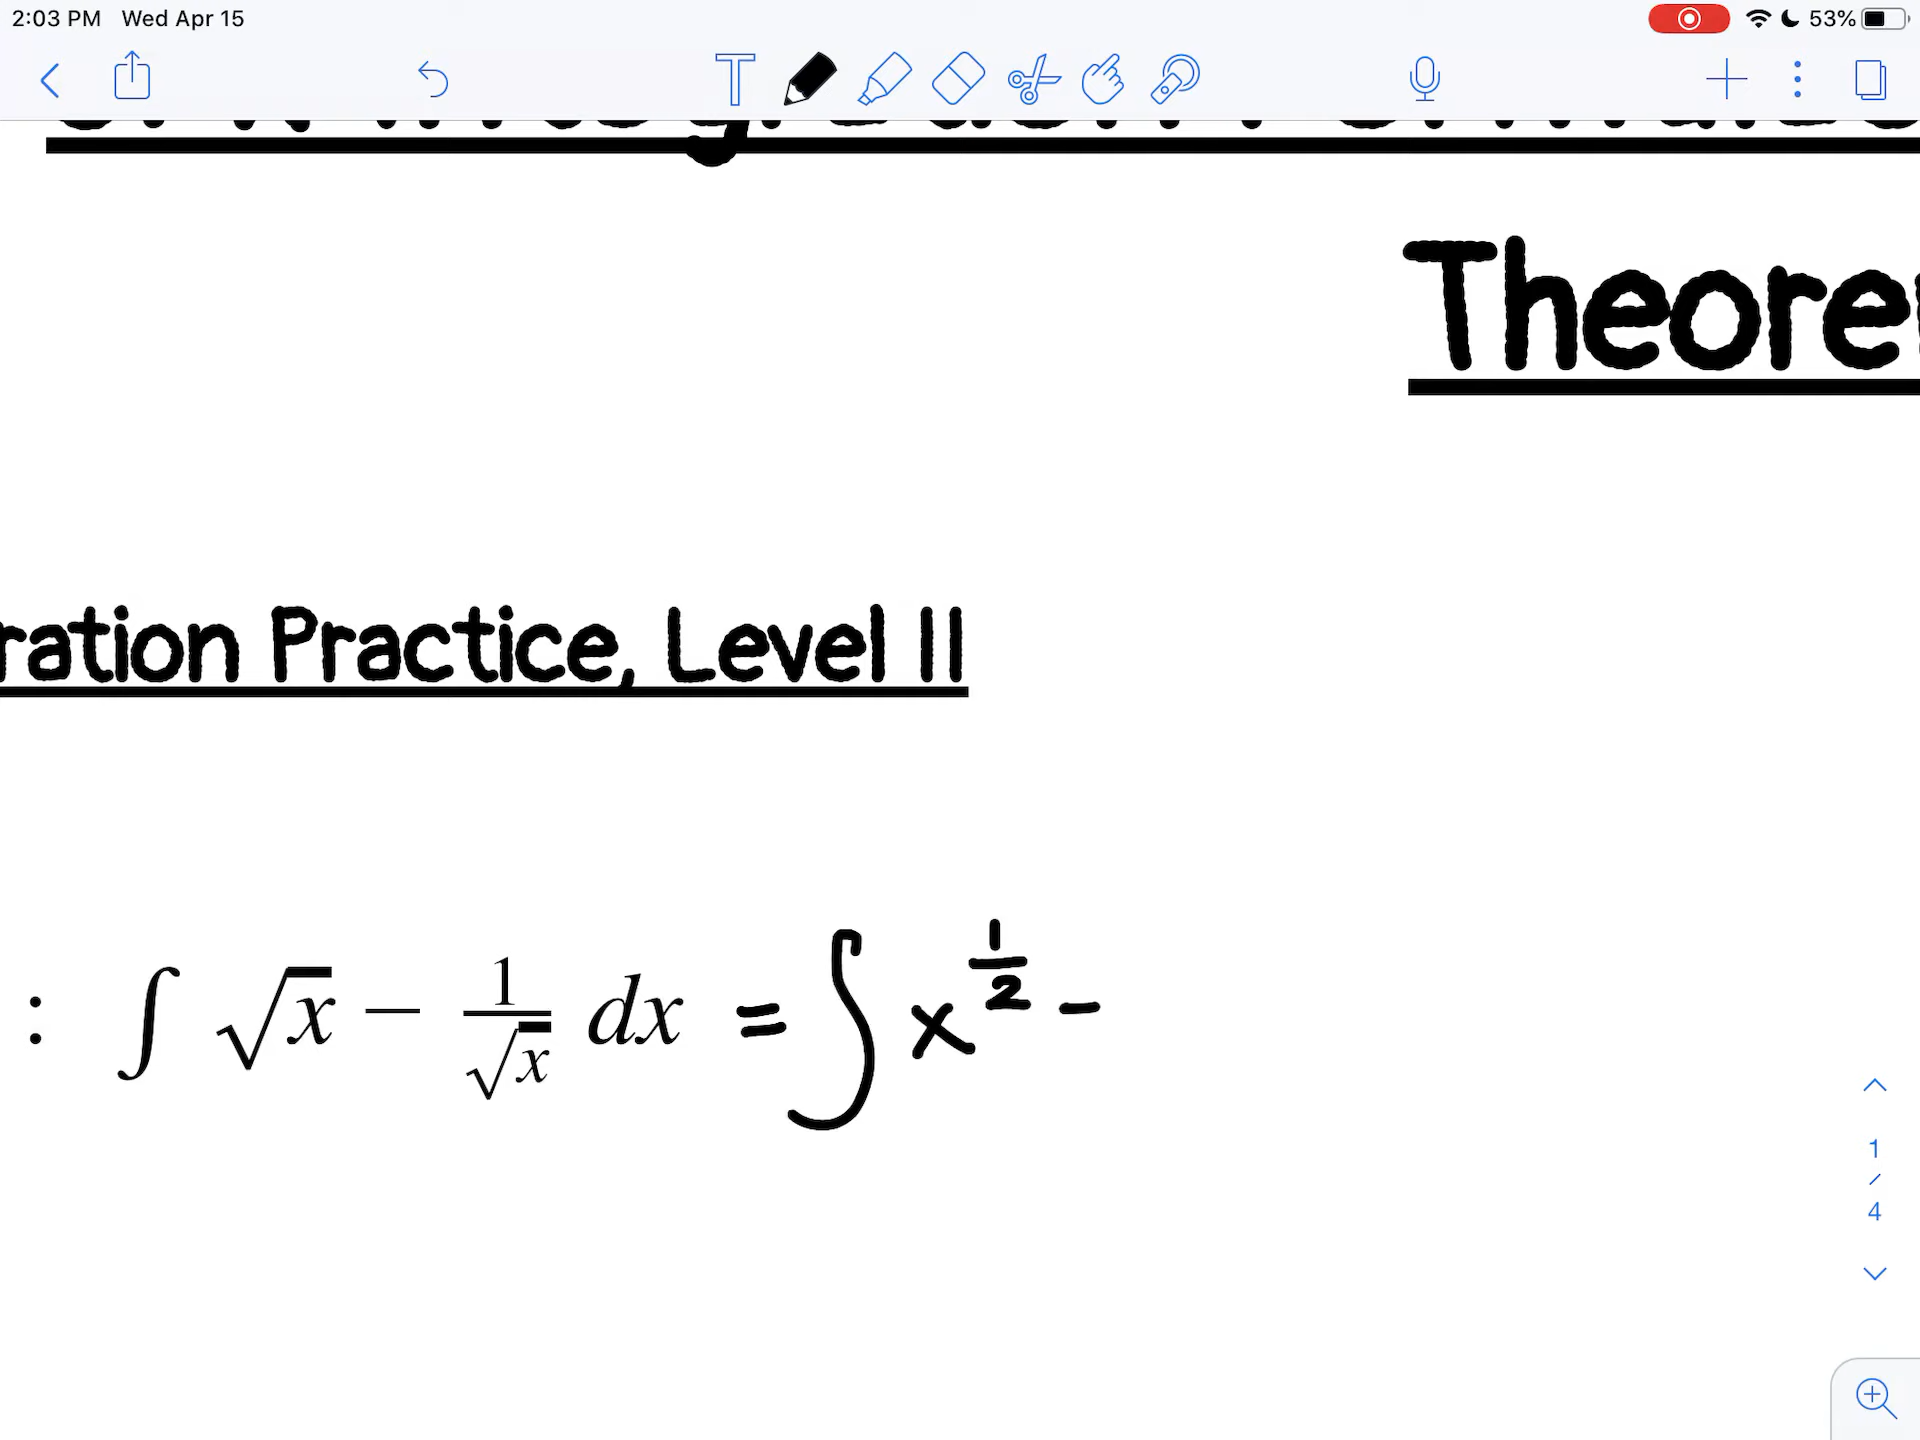 2:03 PM Wed Apr 15 53%
T
Theore
ration Practice, Level II
: ∫ √x − 1/√x dx = ∫ x^(1/2) −
1
/
4